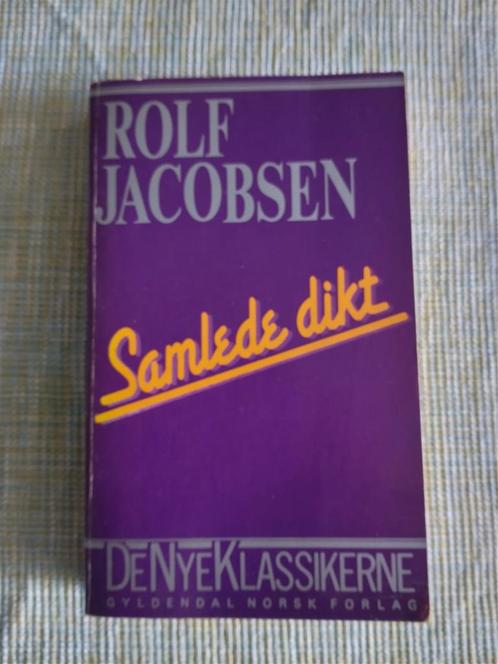 ROLF
JACOBSEN
Samlede dikt
DENYEKLASSIKERNE
GYLDENDAL NORSK FORLAG